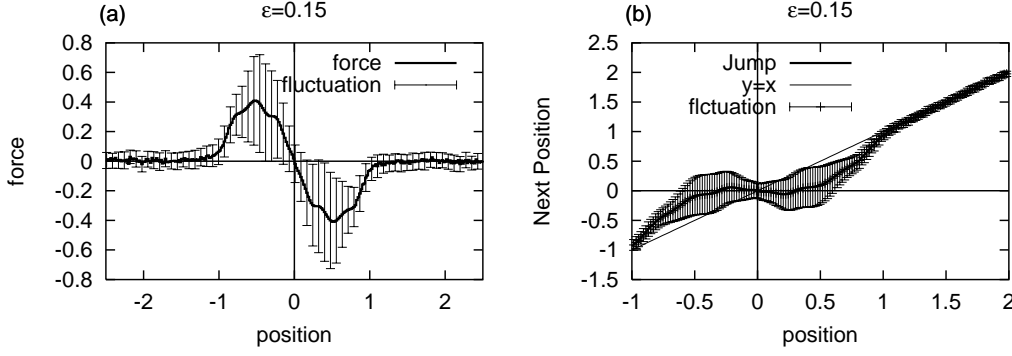 (a)
ε=0.15
0.8
0.6
0.4
0.2
0
-0.2
-0.4
-0.6
-0.8
force
force
fluctuation
-2
-1
0
1
2
position
(b)
ε=0.15
2.5
2
1.5
1
0.5
0
-0.5
-1
-1.5
Next Position
Jump
y=x
flctuation
-1
-0.5
0
0.5
1
1.5
2
position